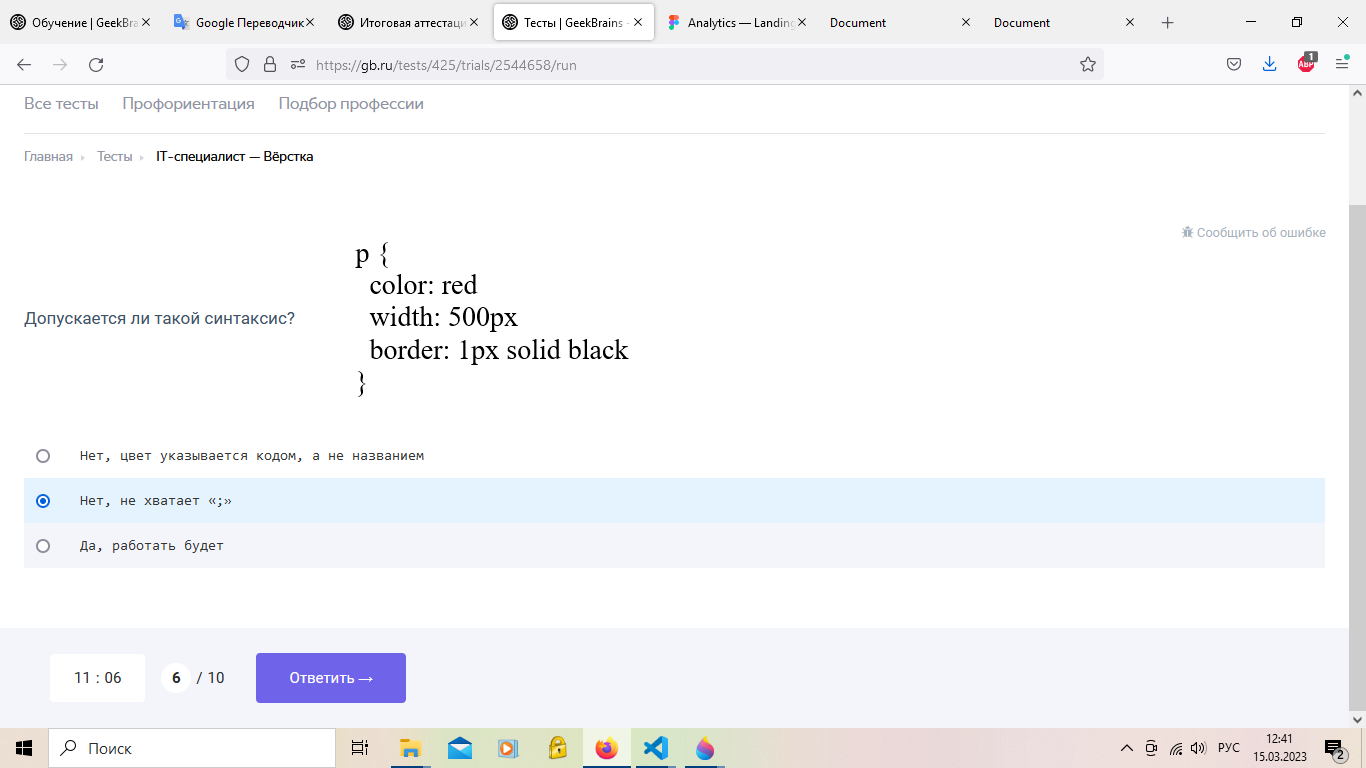 Обучение | GeekBra
Google Переводчик
Итоговая аттестаци
Тесты | GeekBrains -
Analytics — Landing
Document
Document
https://gb.ru/tests/425/trials/2544658/run
ABP
1
Все тесты Профориентация Подбор профессии
Главная Тесты IT-специалист — Вёрстка
Сообщить об ошибке
Допускается ли такой синтаксис?
p {
color: red
width: 500px
border: 1px solid black
}
Нет, цвет указывается кодом, а не названием
Нет, не хватает «;»
Да, работать будет
11 : 06
6 / 10
Ответить →
Поиск
РУС
12:41
15.03.2023
2